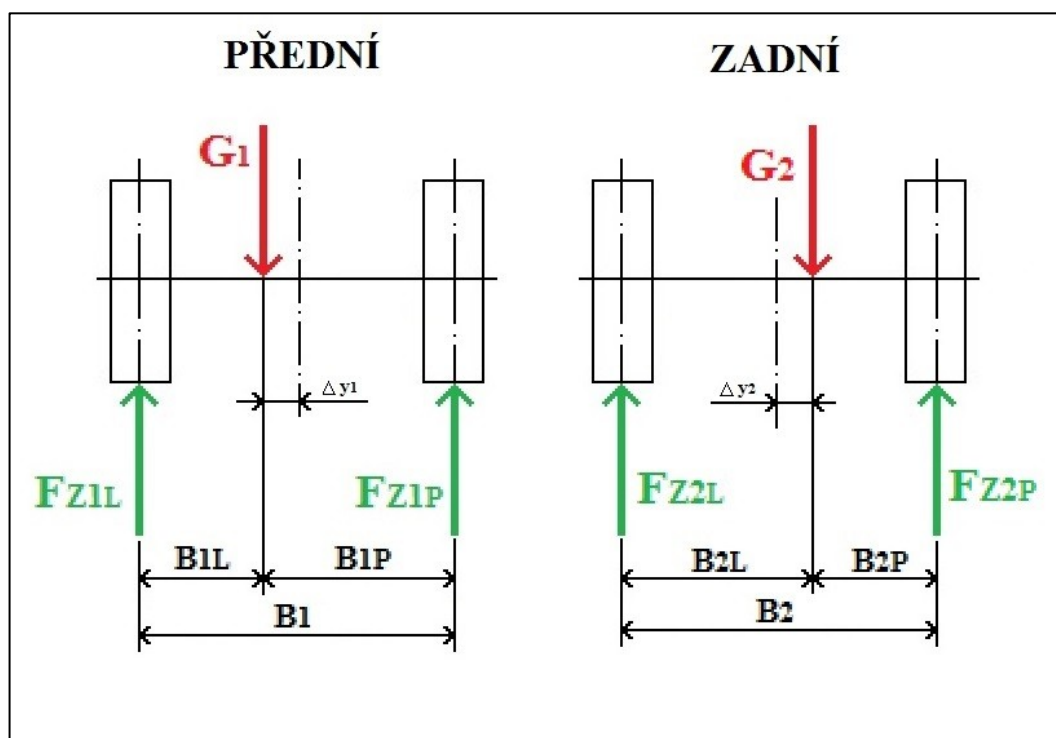 PŘEDNÍ
ZADNÍ
G1
G2
△ y1
△ y2
FZ1L
FZ1P
FZ2L
FZ2P
B1L
B1P
B2L
B2P
B1
B2